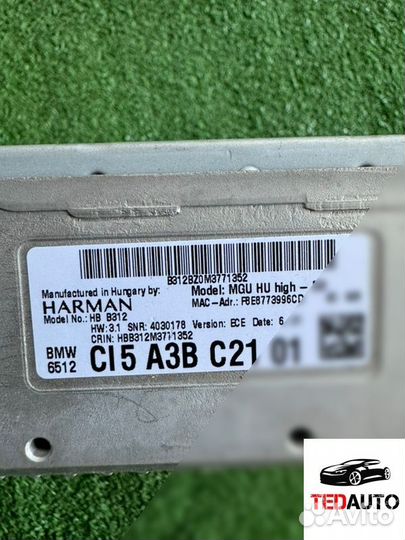 B312BZ0M3771352
Manufactured in Hungary by:
HARMAN
Model: MGU HU high -
Model No.: HB B312
MAC-Adr.: F8E8773996CD
HW: 3.1 SNR: 4030178 Version: ECE Date: 6
CRIN: HBB312M3771352
BMW
6512
CI5 A3B C21 01
TEDAUTO
Avito